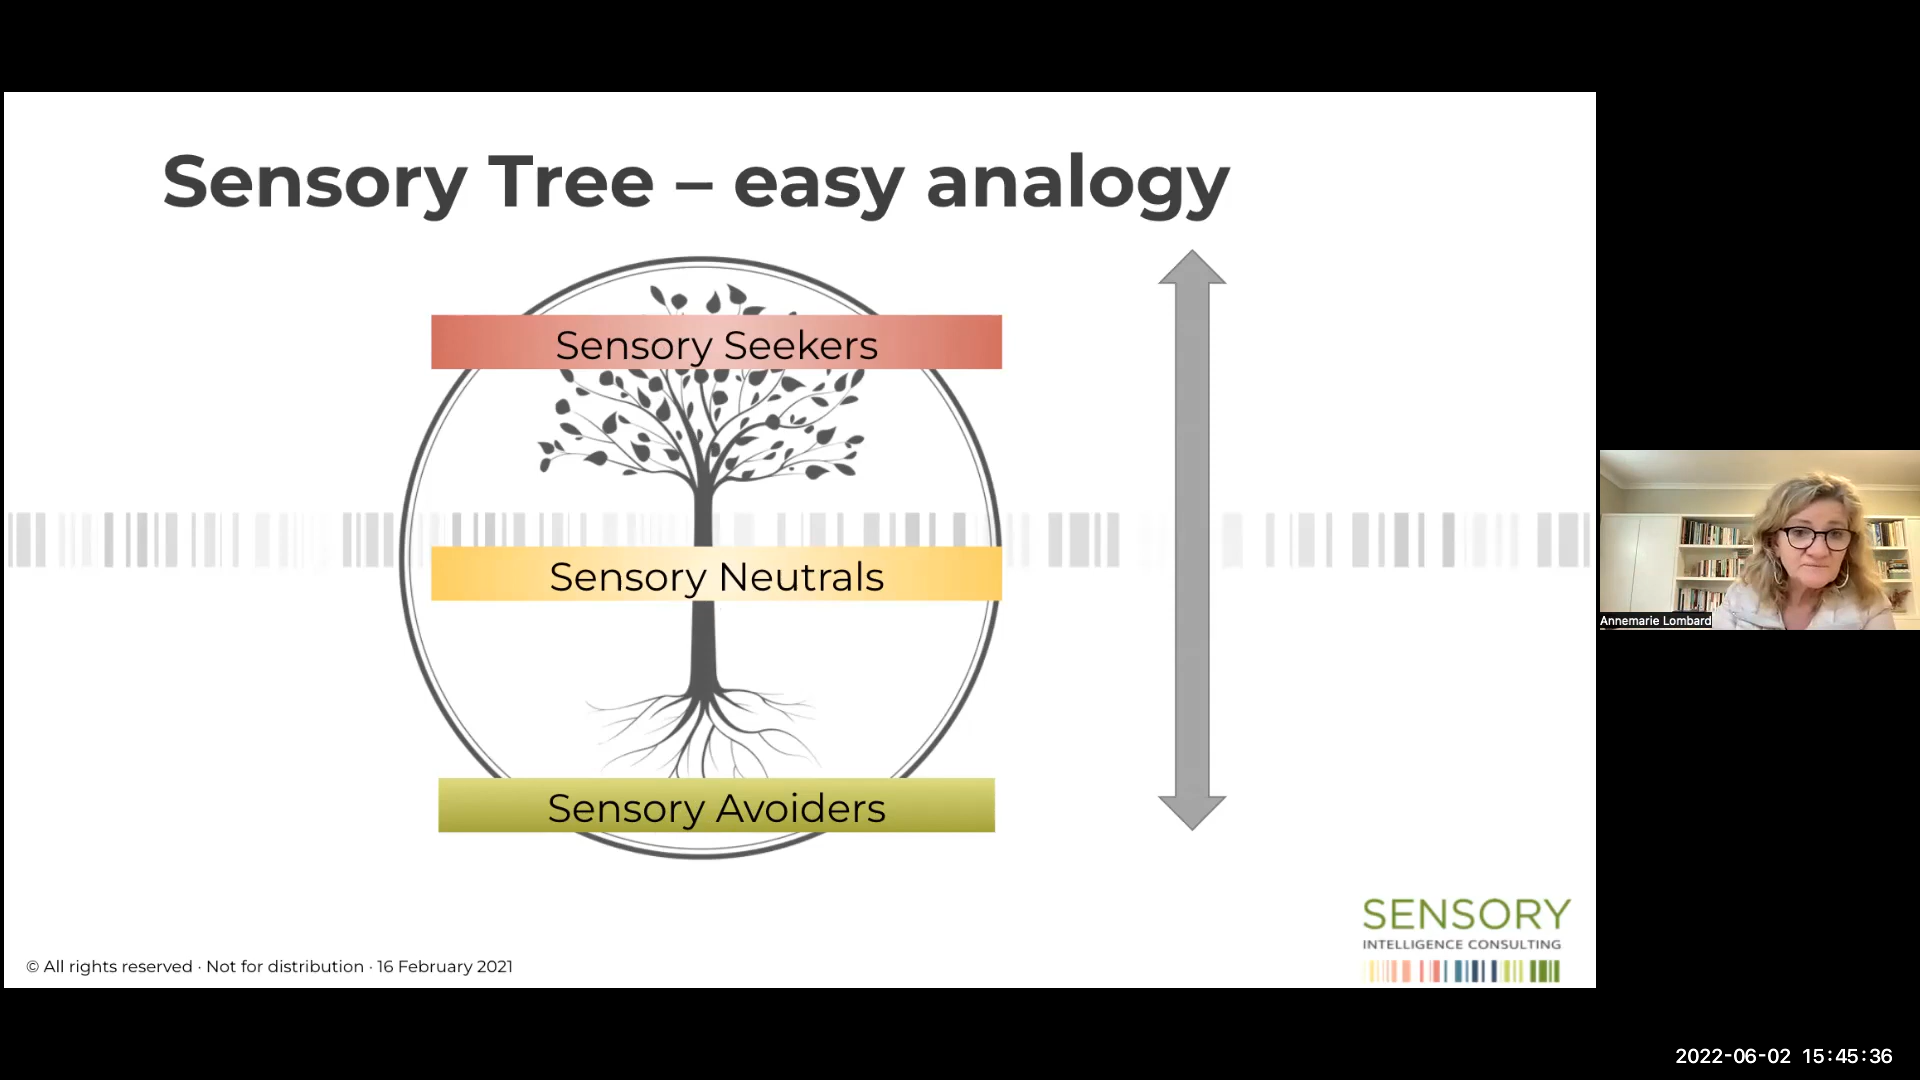 Sensory Tree – easy analogy
Sensory Seekers
Sensory Neutrals
Sensory Avoiders
SENSORY
INTELLIGENCE CONSULTING
© All rights reserved · Not for distribution · 16 February 2021
Annemarie Lombard
2022-06-02 15:45:36